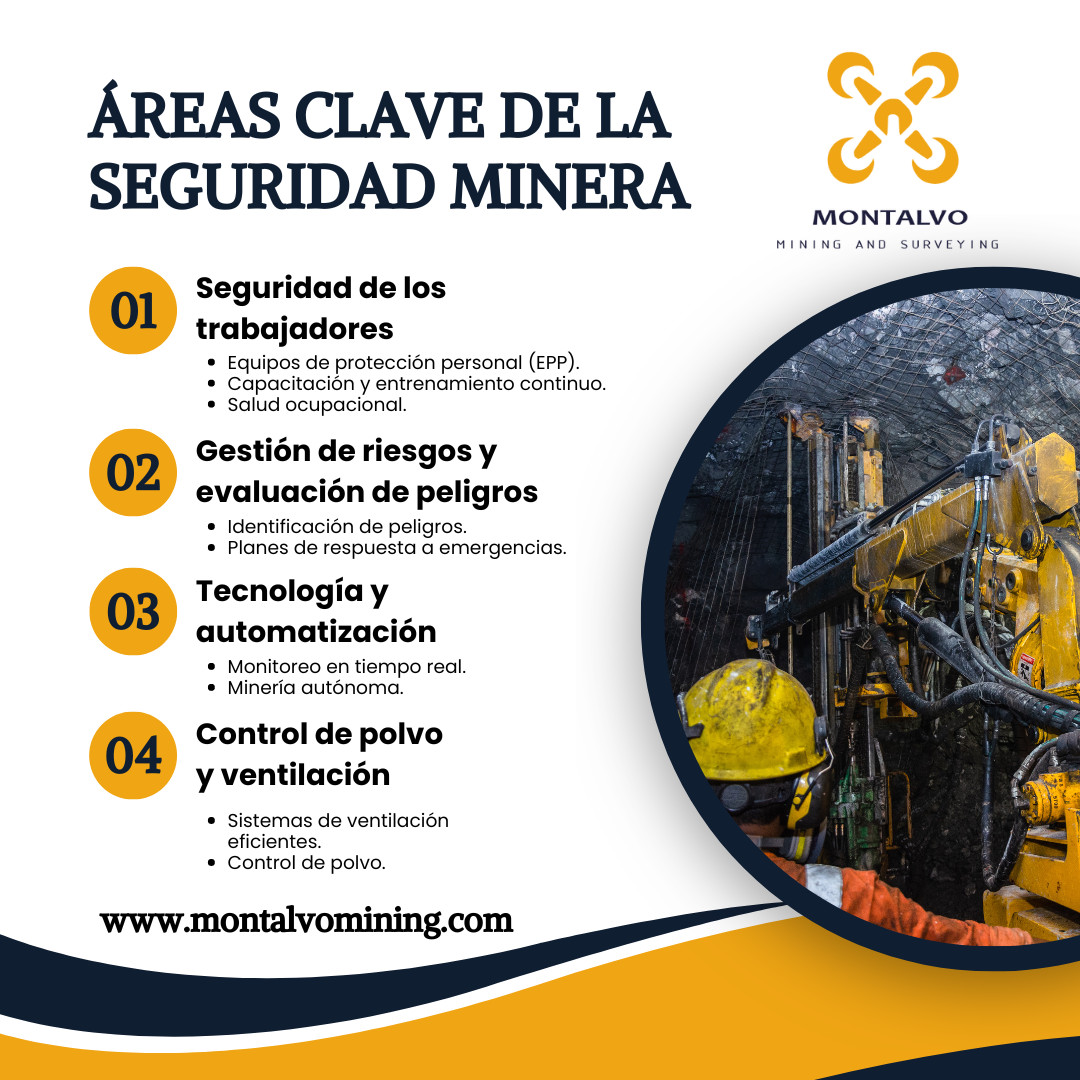 ÁREAS CLAVE DE LA
SEGURIDAD MINERA
MONTALVO
MINING AND SURVEYING
01
Seguridad de los
trabajadores
• Equipos de protección personal (EPP).
• Capacitación y entrenamiento continuo.
• Salud ocupacional.
02
Gestión de riesgos y
evaluación de peligros
• Identificación de peligros.
• Planes de respuesta a emergencias.
03
Tecnología y
automatización
• Monitoreo en tiempo real.
• Minería autónoma.
04
Control de polvo
y ventilación
• Sistemas de ventilación
eficientes.
• Control de polvo.
www.montalvomining.com